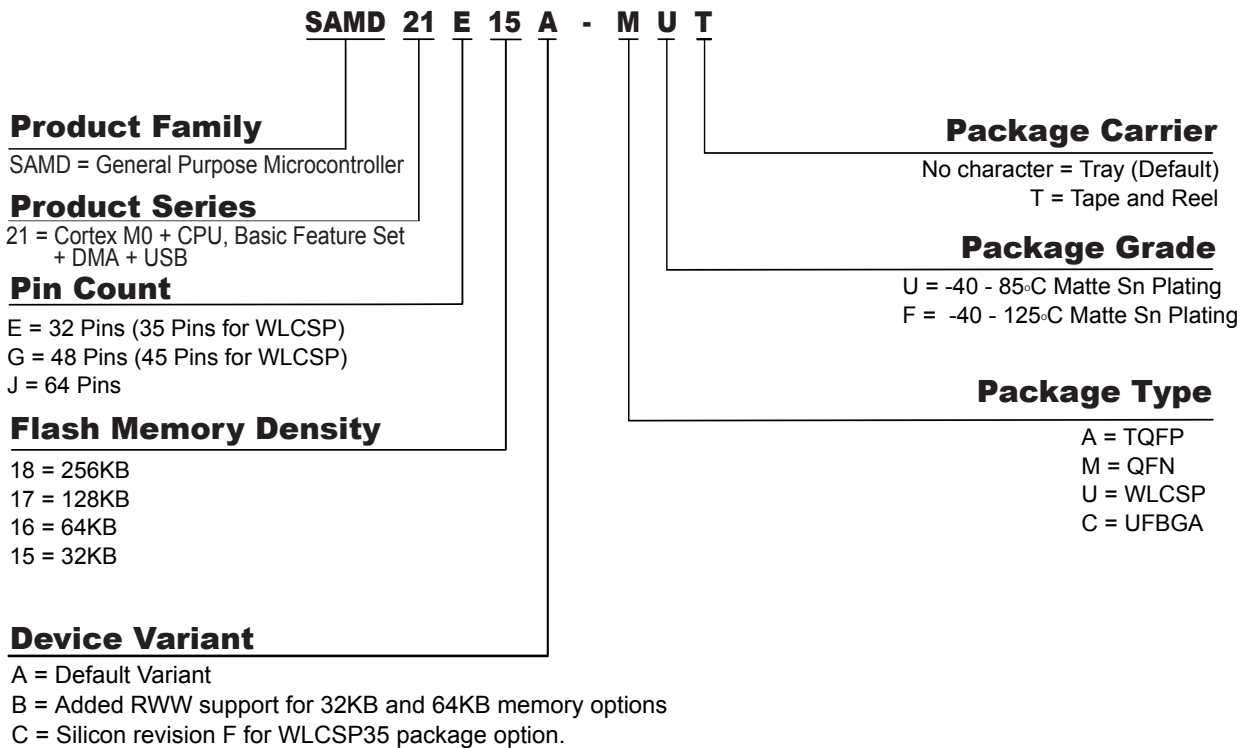 SAMD 21 E 15 A - M U T
Product Family
SAMD = General Purpose Microcontroller
Product Series
21 = Cortex M0 + CPU, Basic Feature Set
+ DMA + USB
Pin Count
E = 32 Pins (35 Pins for WLCSP)
G = 48 Pins (45 Pins for WLCSP)
J = 64 Pins
Flash Memory Density
18 = 256KB
17 = 128KB
16 = 64KB
15 = 32KB
Device Variant
A = Default Variant
B = Added RWW support for 32KB and 64KB memory options
C = Silicon revision F for WLCSP35 package option.
Package Carrier
No character = Tray (Default)
T = Tape and Reel
Package Grade
U = -40 - 85◦C Matte Sn Plating
F = -40 - 125◦C Matte Sn Plating
Package Type
A = TQFP
M = QFN
U = WLCSP
C = UFBGA